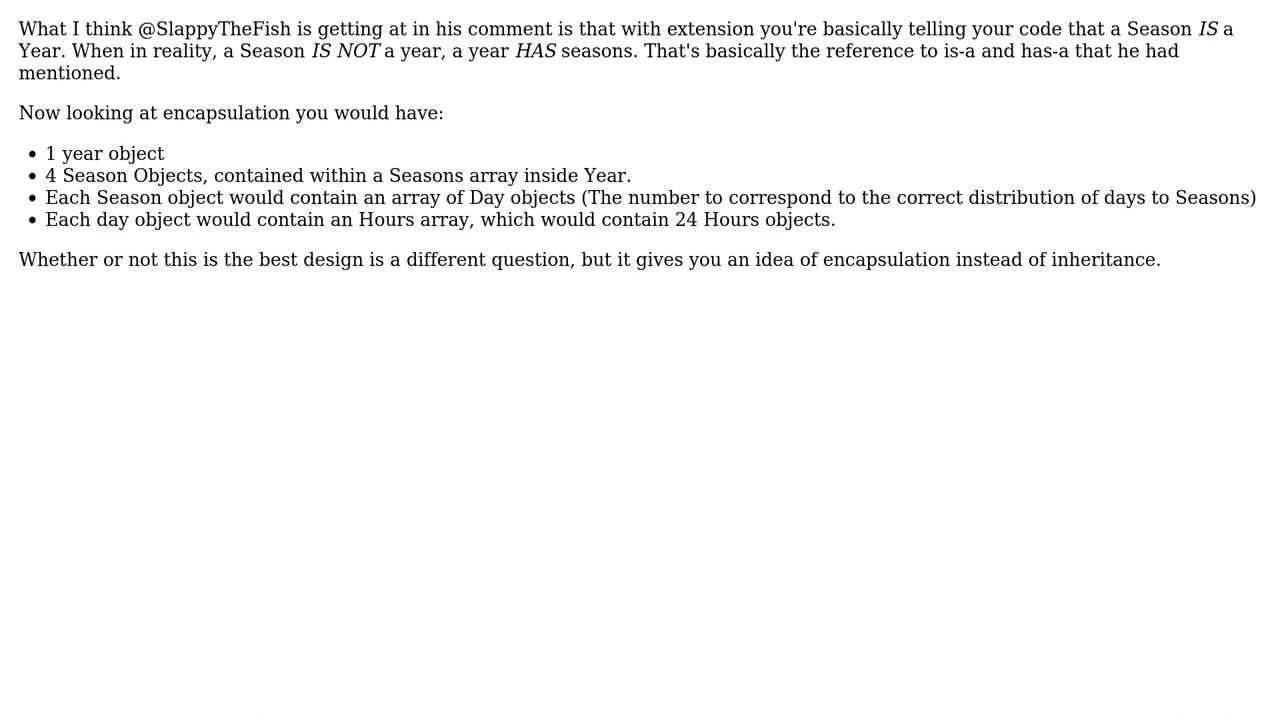 What I think @SlappyTheFish is getting at in his comment is that with extension you're basically telling your code that a Season IS a
Year. When in reality, a Season IS NOT a year, a year HAS seasons. That's basically the reference to is-a and has-a that he had
mentioned.
Now looking at encapsulation you would have:
• 1 year object
• 4 Season Objects, contained within a Seasons array inside Year.
• Each Season object would contain an array of Day objects (The number to correspond to the correct distribution of days to Seasons)
• Each day object would contain an Hours array, which would contain 24 Hours objects.
Whether or not this is the best design is a different question, but it gives you an idea of encapsulation instead of inheritance.